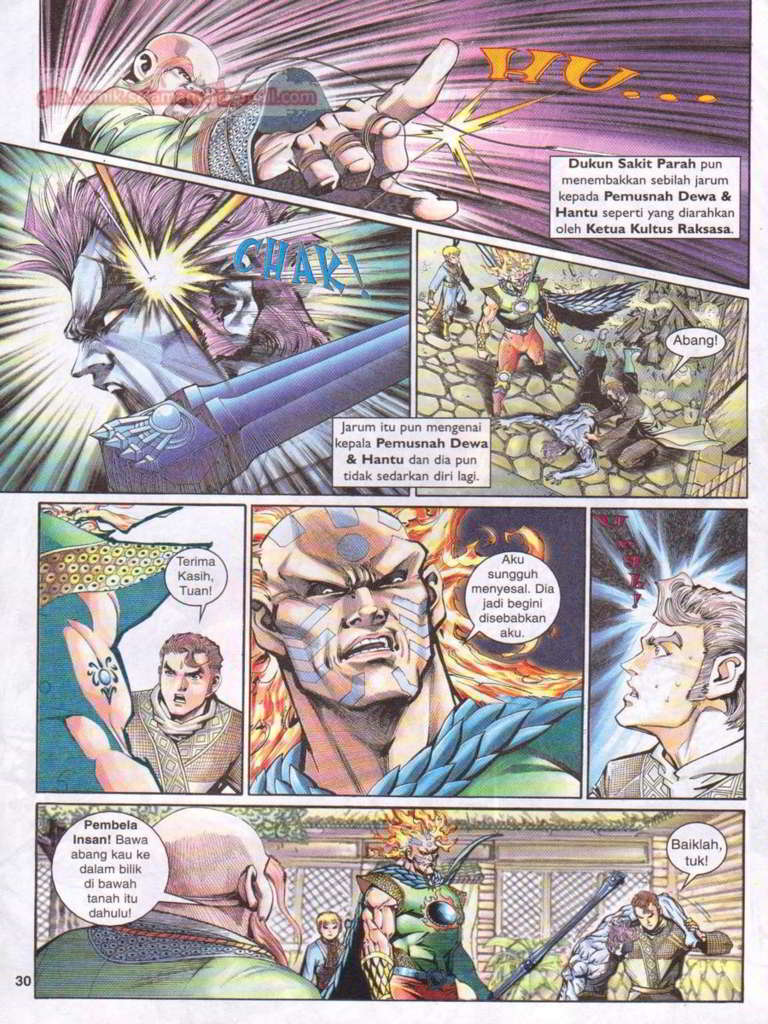 HU...
Dukun Sakit Parah pun
menembakkan sebilah jarum
kepada Pemusnah Dewa &
Hantu seperti yang diarahkan
oleh Ketua Kultus Raksasa.
CHAK!
Abang!
Jarum itu pun mengenai
kepala Pemusnah Dewa
& Hantu dan dia pun
tidak sedarkan diri lagi.
Terima
Kasih,
Tuan!
Aku
sungguh
menyesal. Dia
jadi begini
disebabkan
aku.
Pembela
Insan! Bawa
abang kau ke
dalam bilik
di bawah
tanah itu
dahulu!
Baiklah,
tuk!
30